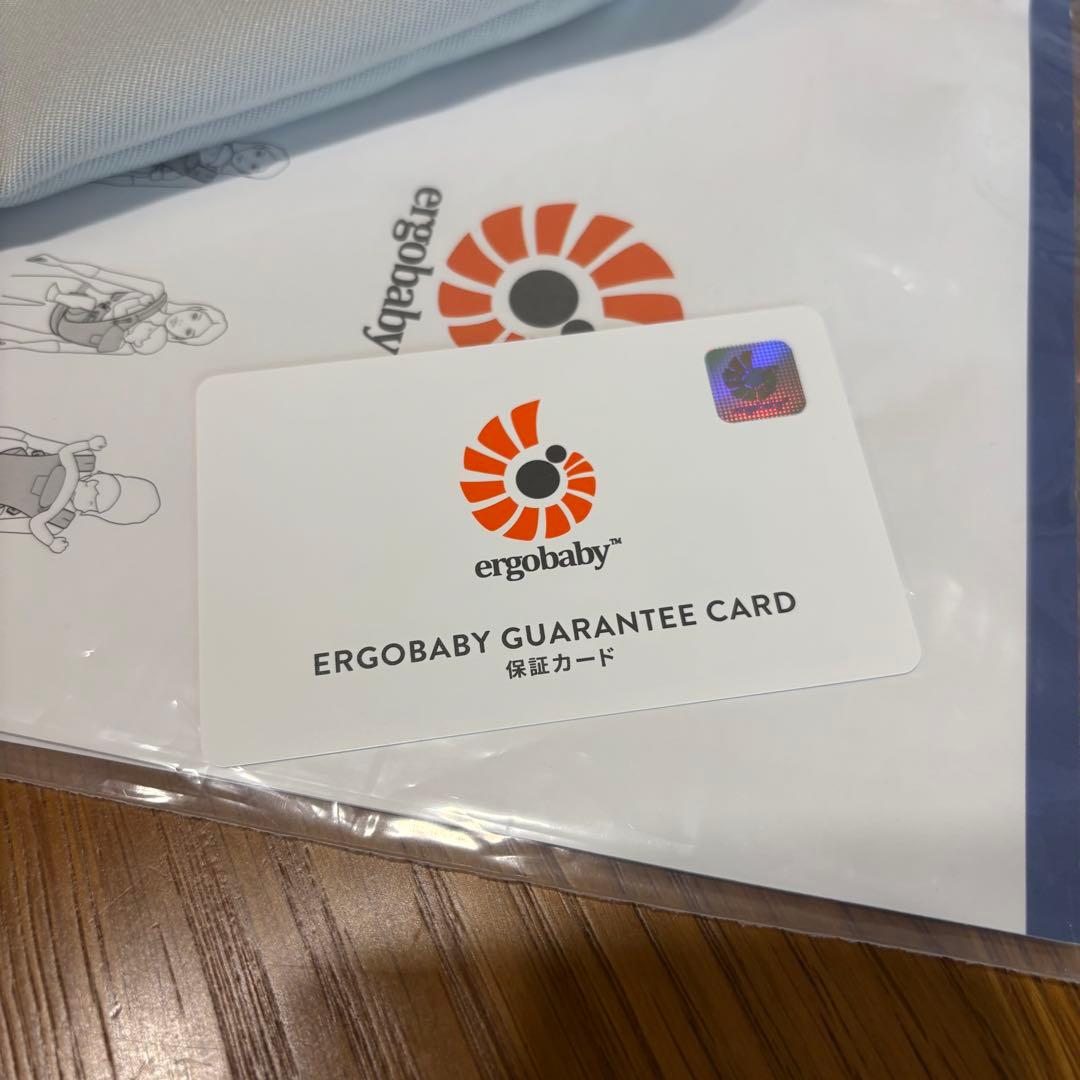 ergobaby
ergobaby™
ERGOBABY GUARANTEE CARD
保証カード